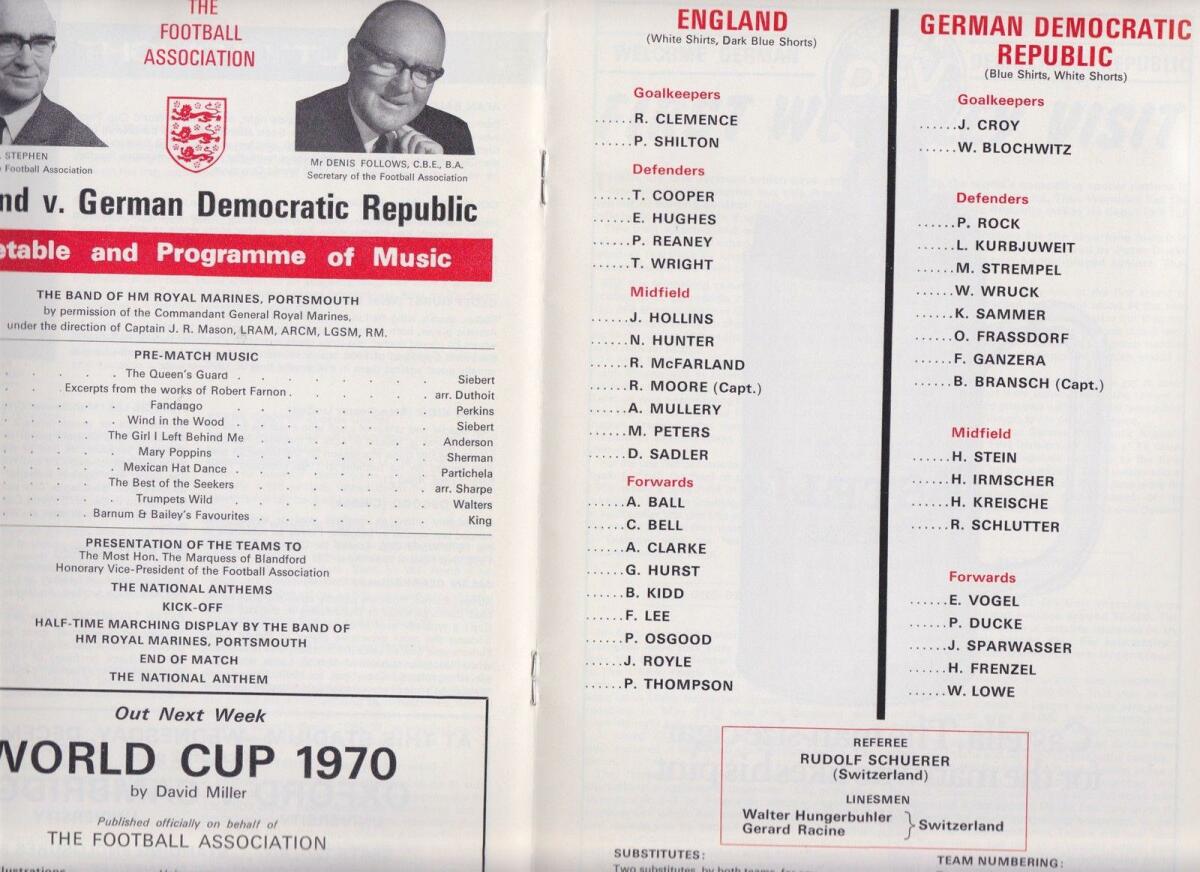 THE
FOOTBALL
ASSOCIATION
STEPHEN
Football Association
Mr DENIS FOLLOWS, C.B.E., B.A.
Secretary of the Football Association
nd v. German Democratic Republic
etable and Programme of Music
THE BAND OF HM ROYAL MARINES, PORTSMOUTH
by permission of the Commandant General Royal Marines,
under the direction of Captain J. R. Mason, LRAM, ARCM, LGSM, RM.
PRE-MATCH MUSIC
The Queen's Guard . . . . . . Siebert
Excerpts from the works of Robert Farnon . . . . . arr. Duthoit
Fandango . . . . . . Perkins
Wind in the Wood . . . . . . Siebert
The Girl I Left Behind Me . . . . . Anderson
Mary Poppins . . . . . . Sherman
Mexican Hat Dance . . . . . . Partichela
The Best of the Seekers . . . . . arr. Sharpe
Trumpets Wild . . . . . . Walters
Barnum & Bailey's Favourites . . . . . King
PRESENTATION OF THE TEAMS TO
The Most Hon. The Marquess of Blandford
Honorary Vice-President of the Football Association
THE NATIONAL ANTHEMS
KICK-OFF
HALF-TIME MARCHING DISPLAY BY THE BAND OF
HM ROYAL MARINES, PORTSMOUTH
END OF MATCH
THE NATIONAL ANTHEM
Out Next Week
WORLD CUP 1970
by David Miller
Published officially on behalf of
THE FOOTBALL ASSOCIATION
ENGLAND
(White Shirts, Dark Blue Shorts)
Goalkeepers
......R. CLEMENCE
......P. SHILTON
Defenders
......T. COOPER
......E. HUGHES
......P. REANEY
......T. WRIGHT
Midfield
......J. HOLLINS
......N. HUNTER
......R. McFARLAND
......R. MOORE (Capt.)
......A. MULLERY
......M. PETERS
......D. SADLER
Forwards
......A. BALL
......C. BELL
......A. CLARKE
......G. HURST
......B. KIDD
......F. LEE
......P. OSGOOD
......J. ROYLE
......P. THOMPSON
GERMAN DEMOCRATIC
REPUBLIC
(Blue Shirts, White Shorts)
Goalkeepers
......J. CROY
......W. BLOCHWITZ
Defenders
......P. ROCK
......L. KURBJUWEIT
......M. STREMPEL
......W. WRUCK
......K. SAMMER
......O. FRASSDORF
......F. GANZERA
......B. BRANSCH (Capt.)
Midfield
......H. STEIN
......H. IRMSCHER
......H. KREISCHE
......R. SCHLUTTER
Forwards
......E. VOGEL
......P. DUCKE
......J. SPARWASSER
......H. FRENZEL
......W. LOWE
REFEREE
RUDOLF SCHUERER
(Switzerland)
LINESMEN
Walter Hungerbuhler
Gerard Racine } Switzerland
SUBSTITUTES:
Two substitutes, by both teams, for any
TEAM NUMBERING: